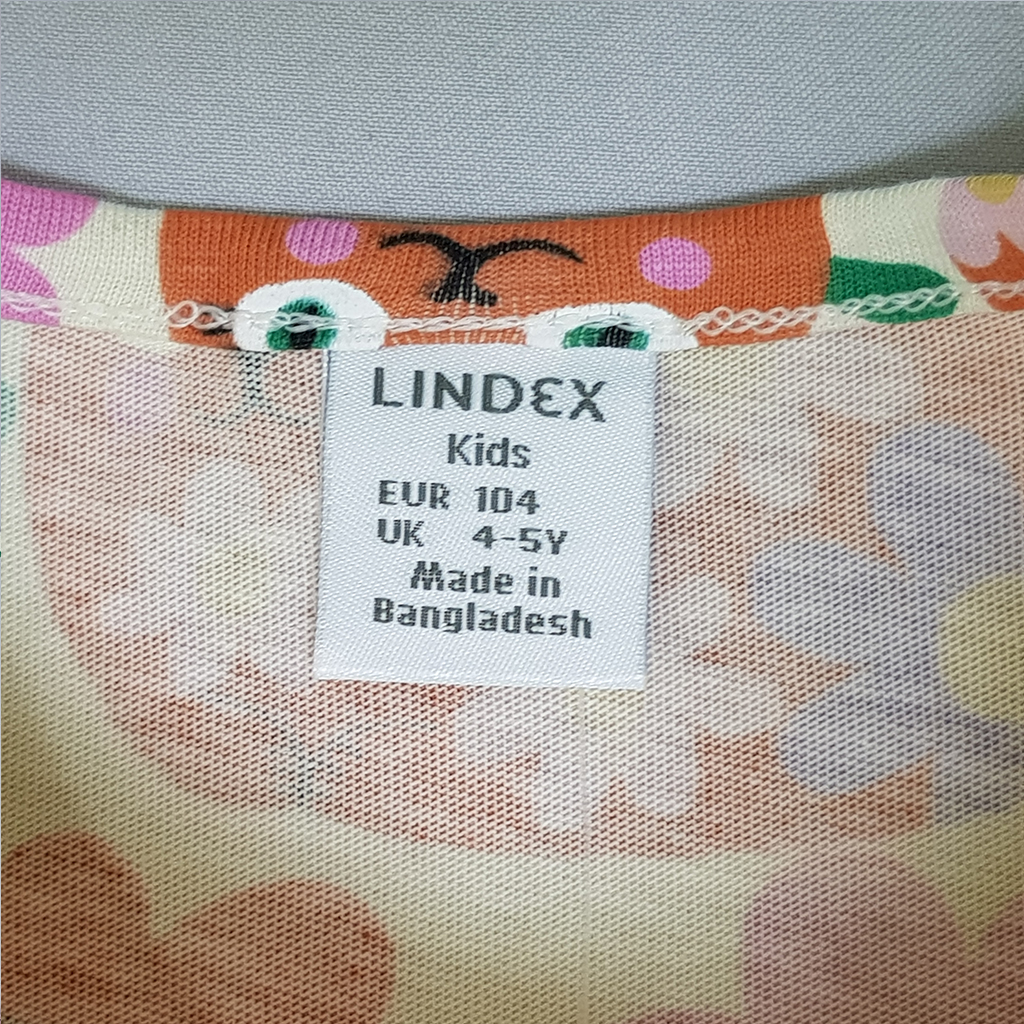 LINDEX
Kids
EUR 104
UK 4-5Y
Made in
Bangladesh